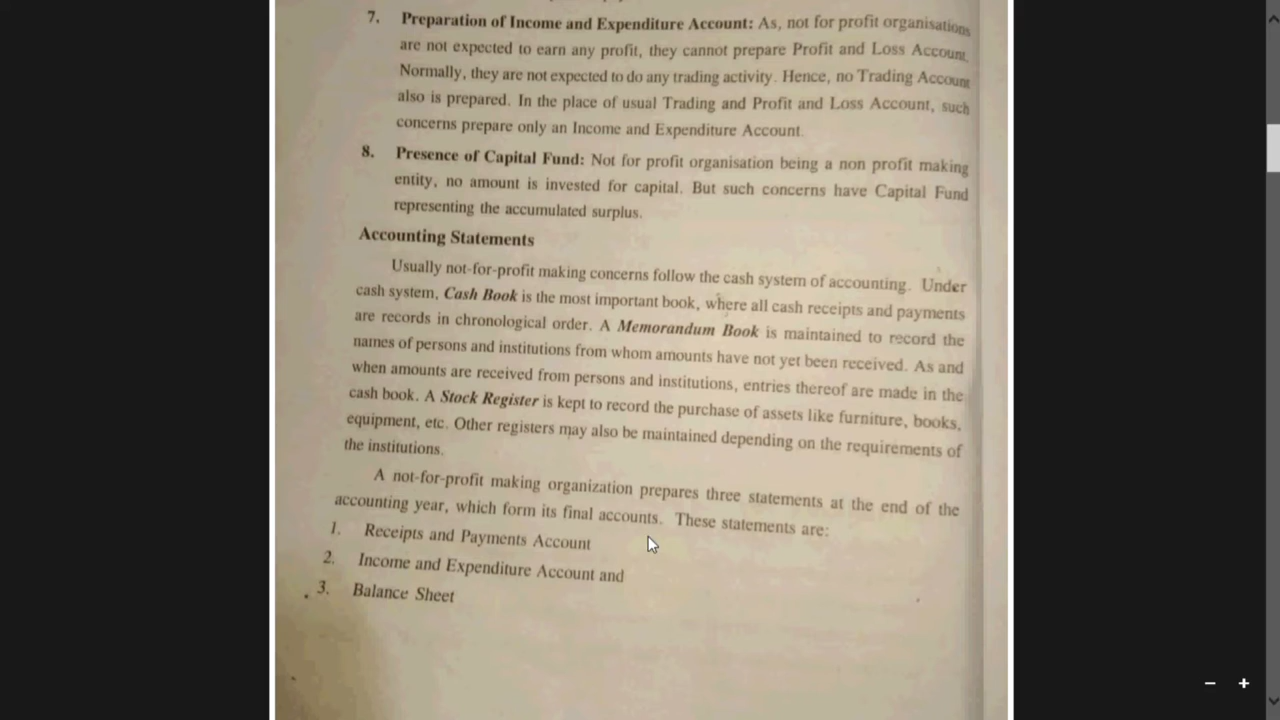 7. Preparation of Income and Expenditure Account: As, not for profit organisations
are not expected to earn any profit, they cannot prepare Profit and Loss Account.
Normally, they are not expected to do any trading activity. Hence, no Trading Account
also is prepared. In the place of usual Trading and Profit and Loss Account, such
concerns prepare only an Income and Expenditure Account.
8. Presence of Capital Fund: Not for profit organisation being a non profit making
entity, no amount is invested for capital. But such concerns have Capital Fund
representing the accumulated surplus.
Accounting Statements
Usually not-for-profit making concerns follow the cash system of accounting. Under
cash system, Cash Book is the most important book, where all cash receipts and payments
are records in chronological order. A Memorandum Book is maintained to record the
names of persons and institutions from whom amounts have not yet been received. As and
when amounts are received from persons and institutions, entries thereof are made in the
cash book. A Stock Register is kept to record the purchase of assets like furniture, books,
equipment, etc. Other registers may also be maintained depending on the requirements of
the institutions.
A not-for-profit making organization prepares three statements at the end of the
accounting year, which form its final accounts. These statements are:
1. Receipts and Payments Account
2. Income and Expenditure Account and
3. Balance Sheet